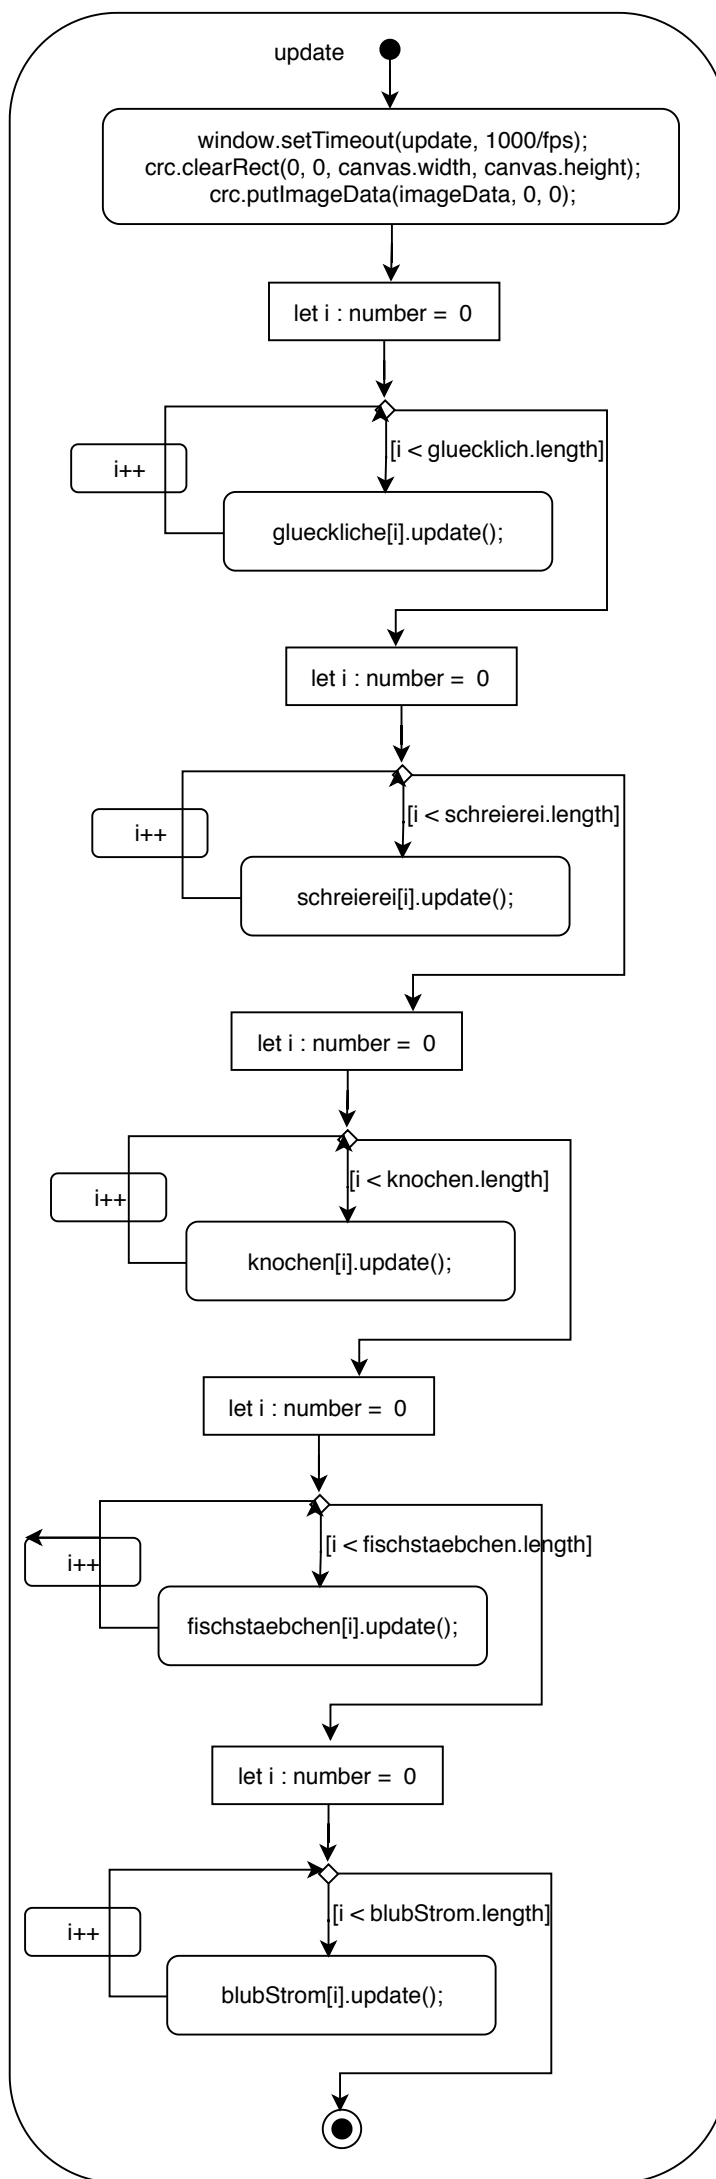 update
window.setTimeout(update, 1000/fps);
crc.clearRect(0, 0, canvas.width, canvas.height);
crc.putImageData(imageData, 0, 0);
let i : number = 0
[i < gluecklich.length]
i++
glueckliche[i].update();
let i : number = 0
[i < schreierei.length]
i++
schreierei[i].update();
let i : number = 0
[i < knochen.length]
i++
knochen[i].update();
let i : number = 0
[i < fischstaebchen.length]
i++
fischstaebchen[i].update();
let i : number = 0
[i < blubStrom.length]
i++
blubStrom[i].update();